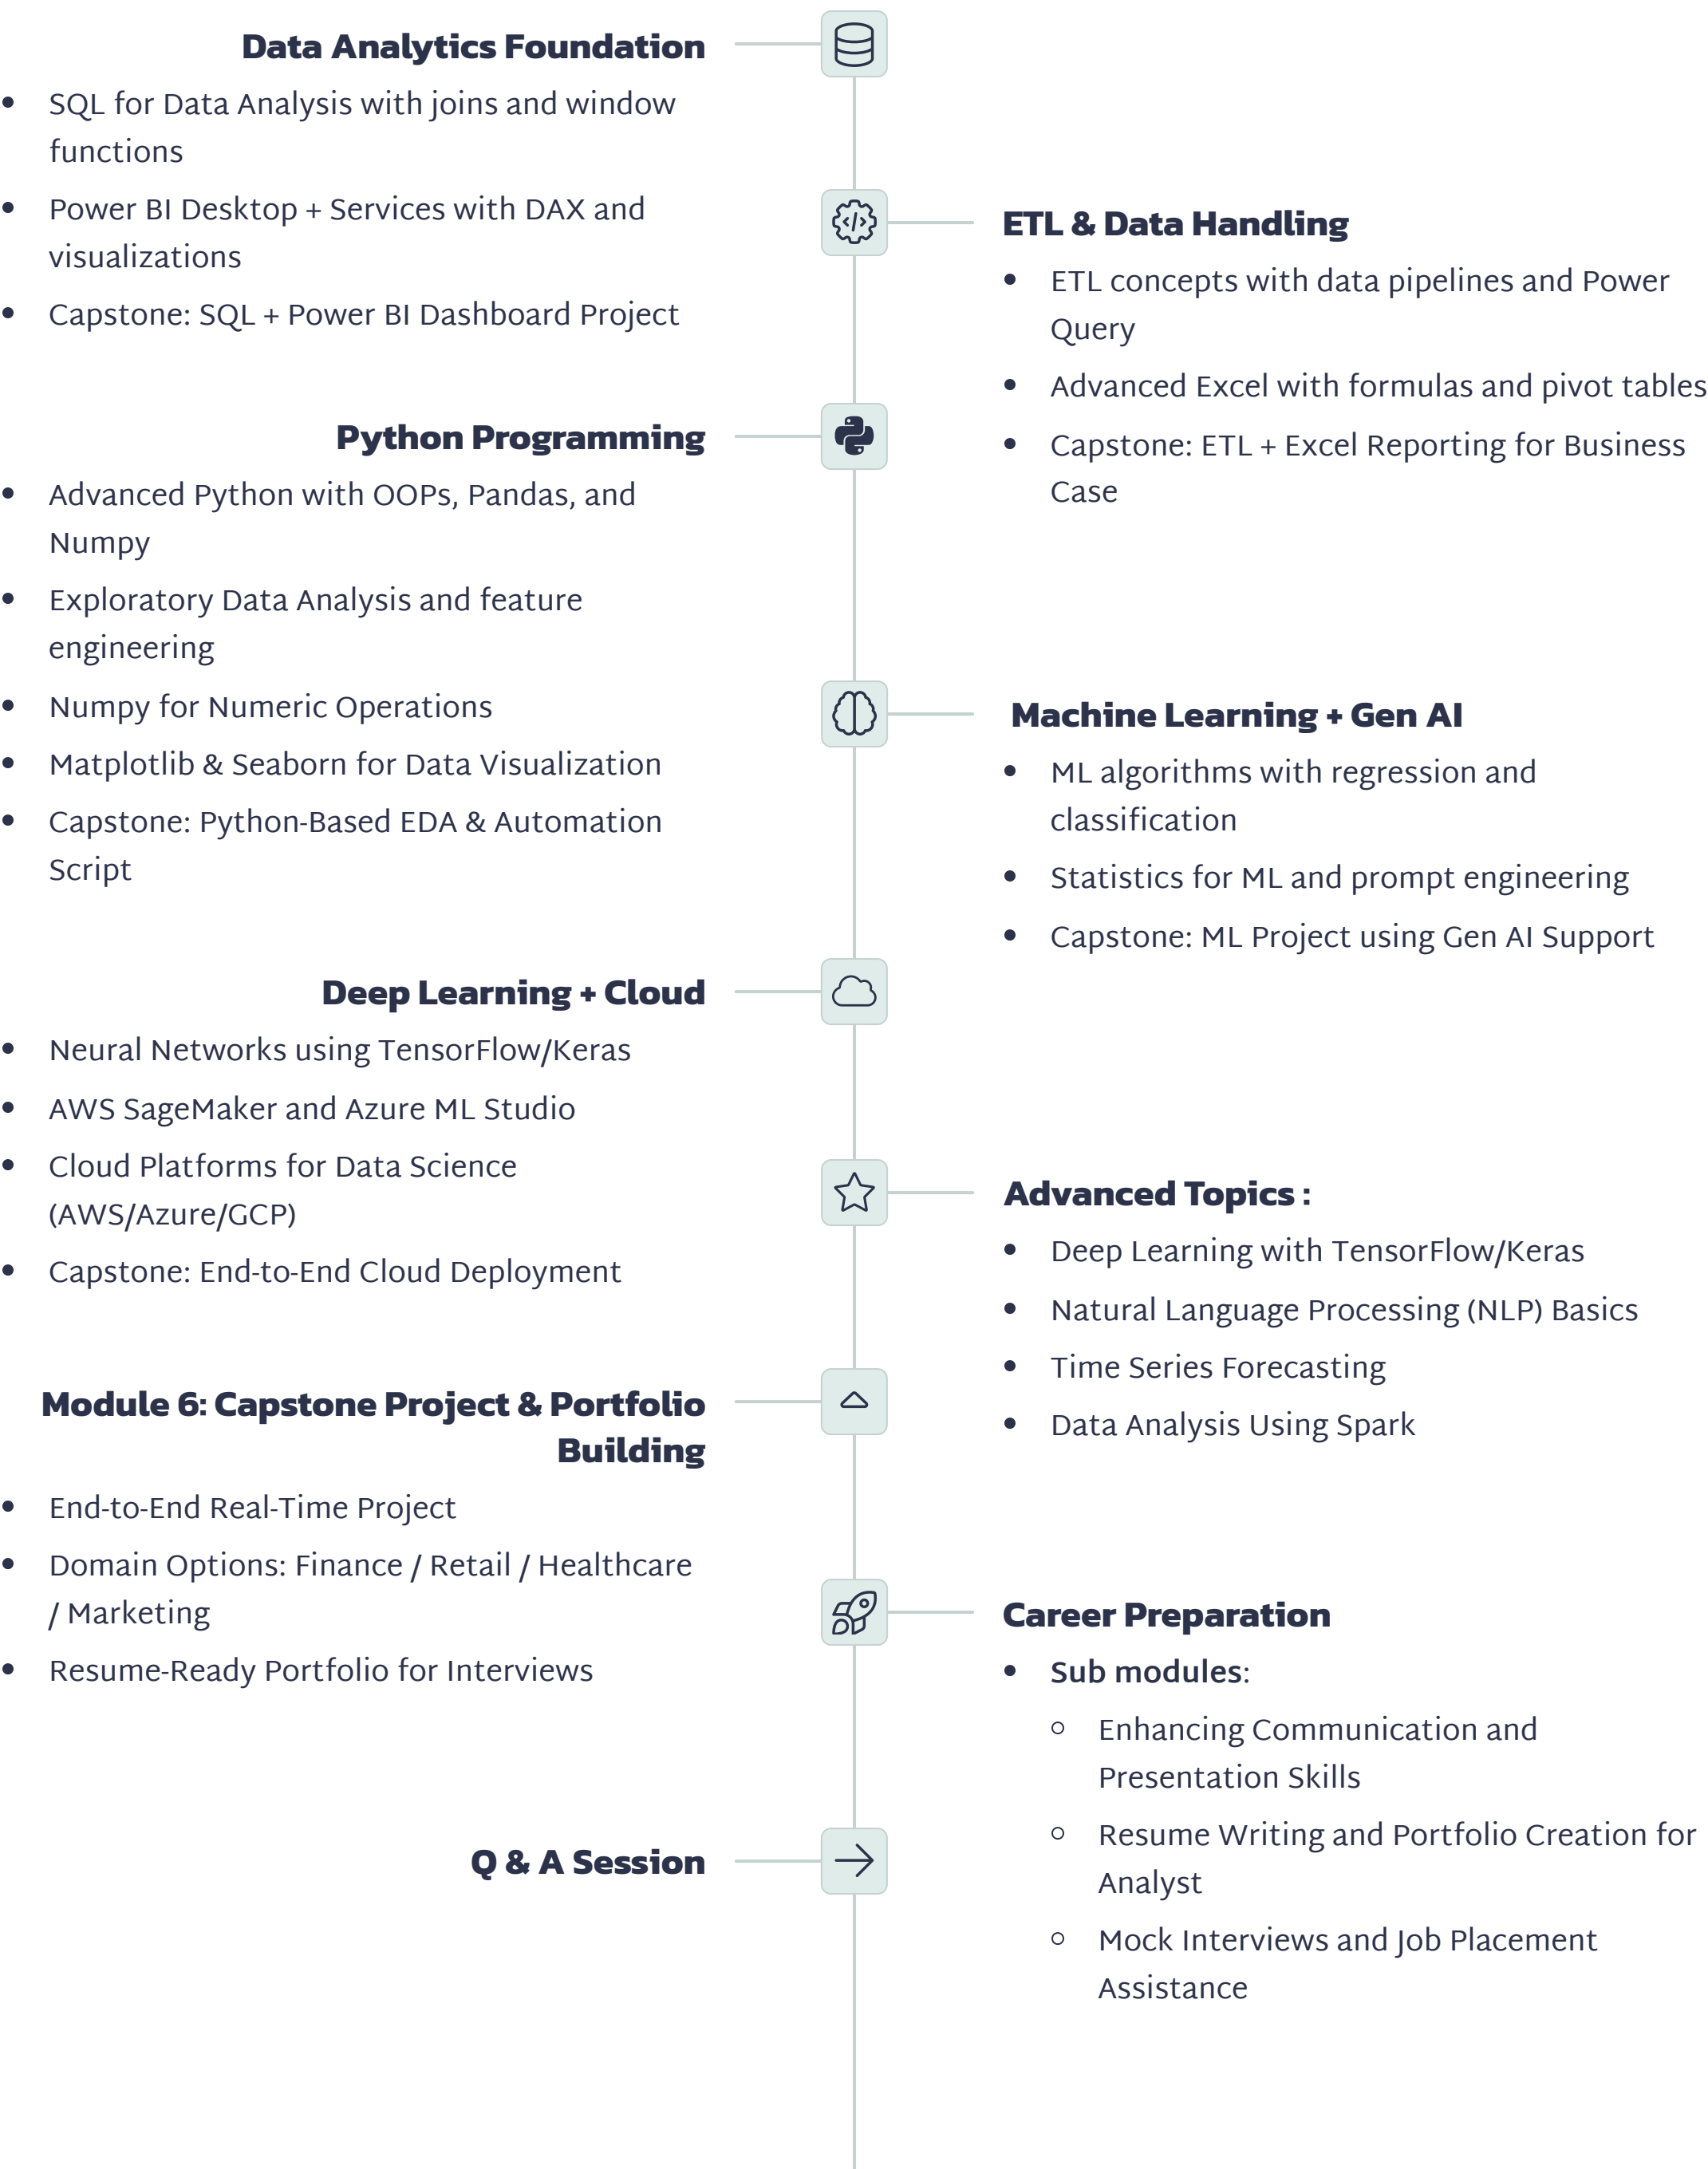 Data Analytics Foundation
SQL for Data Analysis with joins and window
functions
Power BI Desktop + Services with DAX and
visualizations
Capstone: SQL + Power BI Dashboard Project
ETL & Data Handling
ETL concepts with data pipelines and Power
Query
Advanced Excel with formulas and pivot tables
Capstone: ETL + Excel Reporting for Business
Case
Python Programming
Advanced Python with OOPs, Pandas, and
Numpy
Exploratory Data Analysis and feature
engineering
Numpy for Numeric Operations
Matplotlib & Seaborn for Data Visualization
Capstone: Python-Based EDA & Automation
Script
Machine Learning + Gen AI
ML algorithms with regression and
classification
Statistics for ML and prompt engineering
Capstone: ML Project using Gen AI Support
Deep Learning + Cloud
Neural Networks using TensorFlow/Keras
AWS SageMaker and Azure ML Studio
Cloud Platforms for Data Science
(AWS/Azure/GCP)
Capstone: End-to-End Cloud Deployment
Advanced Topics :
Deep Learning with TensorFlow/Keras
Natural Language Processing (NLP) Basics
Time Series Forecasting
Data Analysis Using Spark
Module 6: Capstone Project & Portfolio
Building
End-to-End Real-Time Project
Domain Options: Finance / Retail / Healthcare
/ Marketing
Resume-Ready Portfolio for Interviews
Career Preparation
Sub modules:
Enhancing Communication and
Presentation Skills
Resume Writing and Portfolio Creation for
Analyst
Mock Interviews and Job Placement
Assistance
Q & A Session